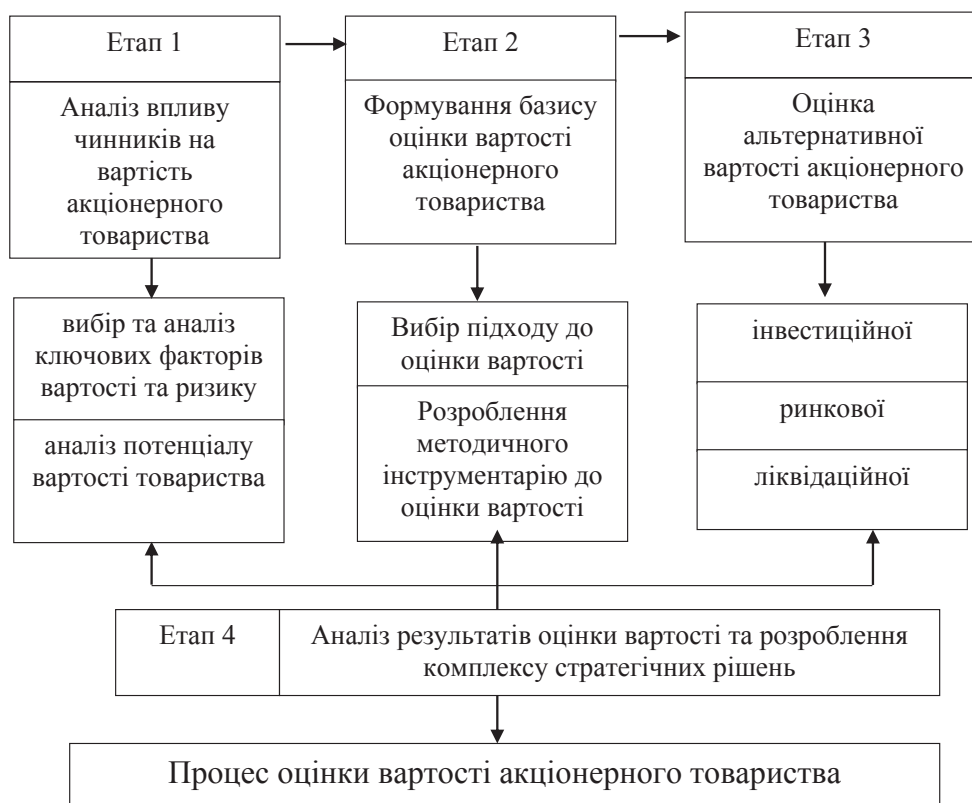 Етап 1
Аналіз впливу
чинників на
вартість
акціонерного
товариства
вибір та аналіз
ключових факторів
вартості та ризику
аналіз потенціалу
вартості товариства
Етап 2
Формування базису
оцінки вартості
акціонерного
товариства
Вибір підходу до
оцінки вартості
Розроблення
методичного
інструментарію до
оцінки вартості
Етап 3
Оцінка
альтернативної
вартості акціонерного
товариства
інвестиційної
ринкової
ліквідаційної
Етап 4
Аналіз результатів оцінки вартості та розроблення
комплексу стратегічних рішень
Процес оцінки вартості акціонерного товариства